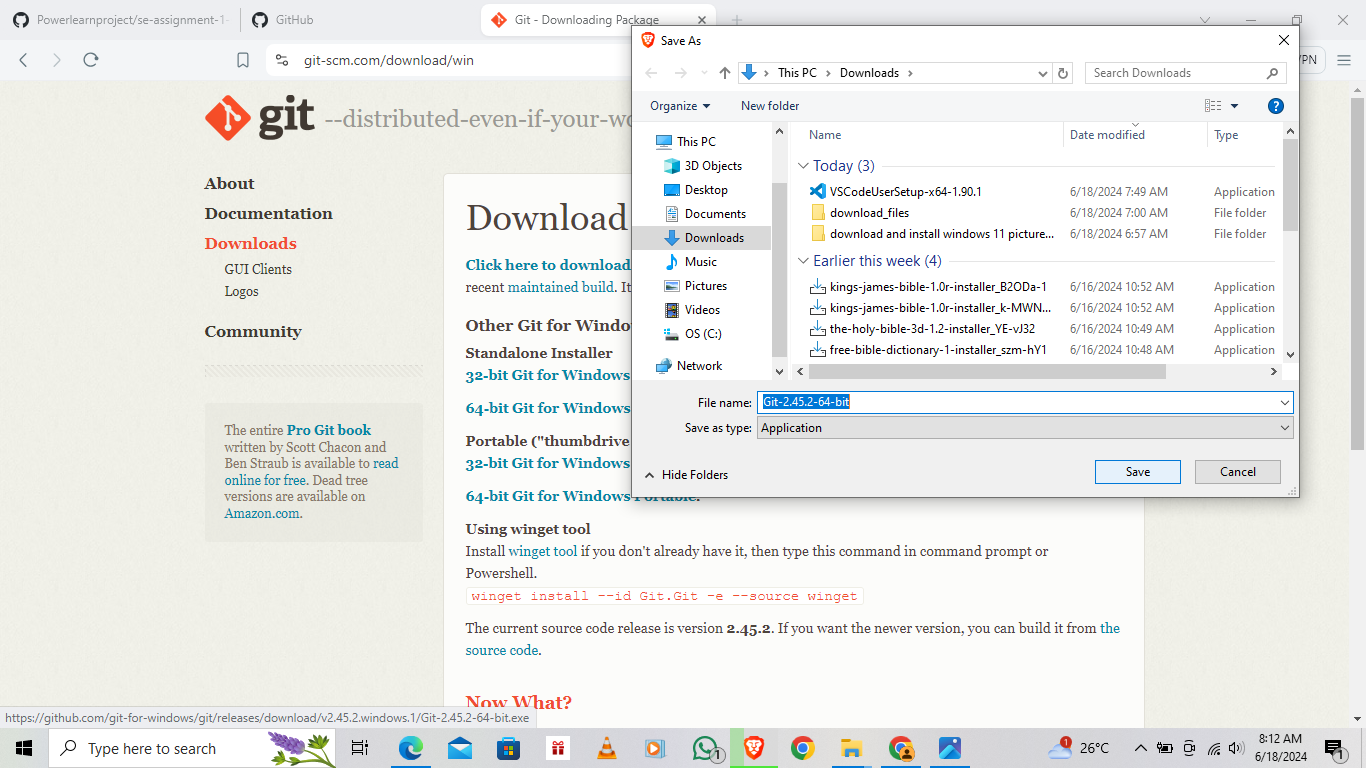 Powerlearnproject/se-assignment-1-
GitHub
Git - Downloading Package
git-scm.com/download/win
VPN
git --distributed-even-if-your-wo
About
Documentation
Downloads
GUI Clients
Logos
Community
The entire Pro Git book
written by Scott Chacon and
Ben Straub is available to read
online for free. Dead tree
versions are available on
Amazon.com.
Download
Click here to download
recent maintained build. It
Other Git for Windo
Standalone Installer
32-bit Git for Windows
64-bit Git for Windows
Portable ("thumbdrive
32-bit Git for Windows
64-bit Git for Windows Portable.
Using winget tool
Install winget tool if you don't already have it, then type this command in command prompt or
Powershell.
winget install --id Git.Git -e --source winget
The current source code release is version 2.45.2. If you want the newer version, you can build it from the
source code.
Now What?
Save As
This PC
Downloads
Search Downloads
Organize
New folder
This PC
3D Objects
Desktop
Documents
Downloads
Music
Pictures
Videos
OS (C:)
Network
Name Date modified Type
Today (3)
VSCodeUserSetup-x64-1.90.1 6/18/2024 7:49 AM Application
download_files 6/18/2024 7:00 AM File folder
download and install windows 11 picture... 6/18/2024 6:57 AM File folder
Earlier this week (4)
kings-james-bible-1.0r-installer_B2ODa-1 6/16/2024 10:52 AM Application
kings-james-bible-1.0r-installer_k-MWN... 6/16/2024 10:52 AM Application
the-holy-bible-3d-1.2-installer_YE-vJ32 6/16/2024 10:49 AM Application
free-bible-dictionary-1-installer_szm-hY1 6/16/2024 10:48 AM Application
File name: Git-2.45.2-64-bit
Save as type: Application
Hide Folders
Save
Cancel
https://github.com/git-for-windows/git/releases/download/v2.45.2.windows.1/Git-2.45.2-64-bit.exe
Type here to search
1
1
26°C
8:12 AM
6/18/2024
1